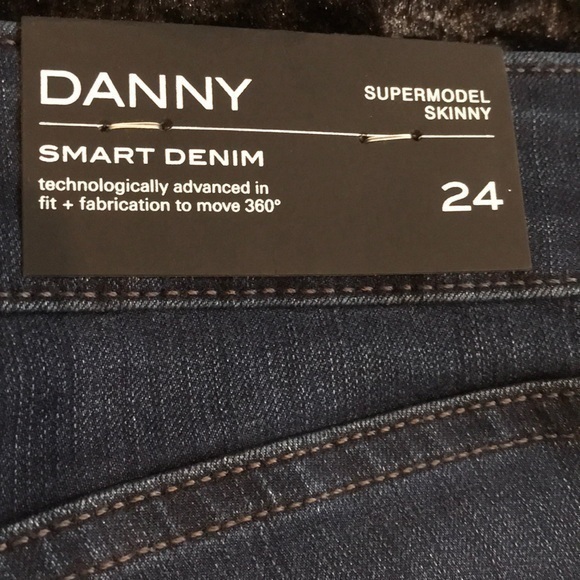 DANNY
SUPERMODEL
SKINNY
SMART DENIM
technologically advanced in
fit + fabrication to move 360°
24